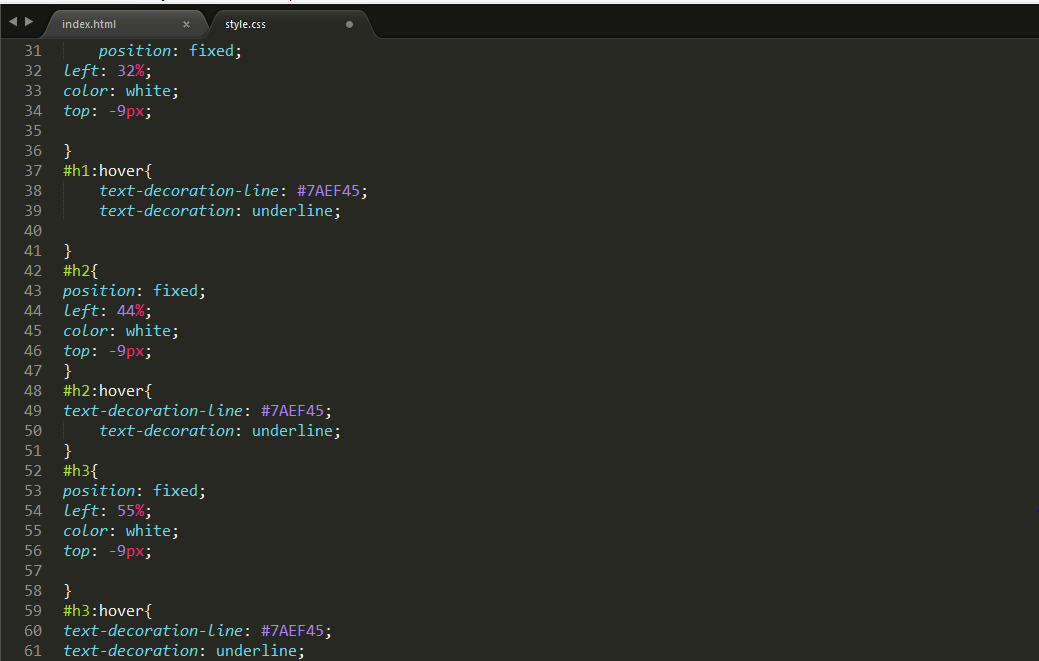 index.html × style.css
31 position: fixed;
32 left: 32%;
33 color: white;
34 top: -9px;
35
36 }
37 #h1:hover{
38 text-decoration-line: #7AEF45;
39 text-decoration: underline;
40
41 }
42 #h2{
43 position: fixed;
44 left: 44%;
45 color: white;
46 top: -9px;
47 }
48 #h2:hover{
49 text-decoration-line: #7AEF45;
50 text-decoration: underline;
51 }
52 #h3{
53 position: fixed;
54 left: 55%;
55 color: white;
56 top: -9px;
57
58 }
59 #h3:hover{
60 text-decoration-line: #7AEF45;
61 text-decoration: underline;